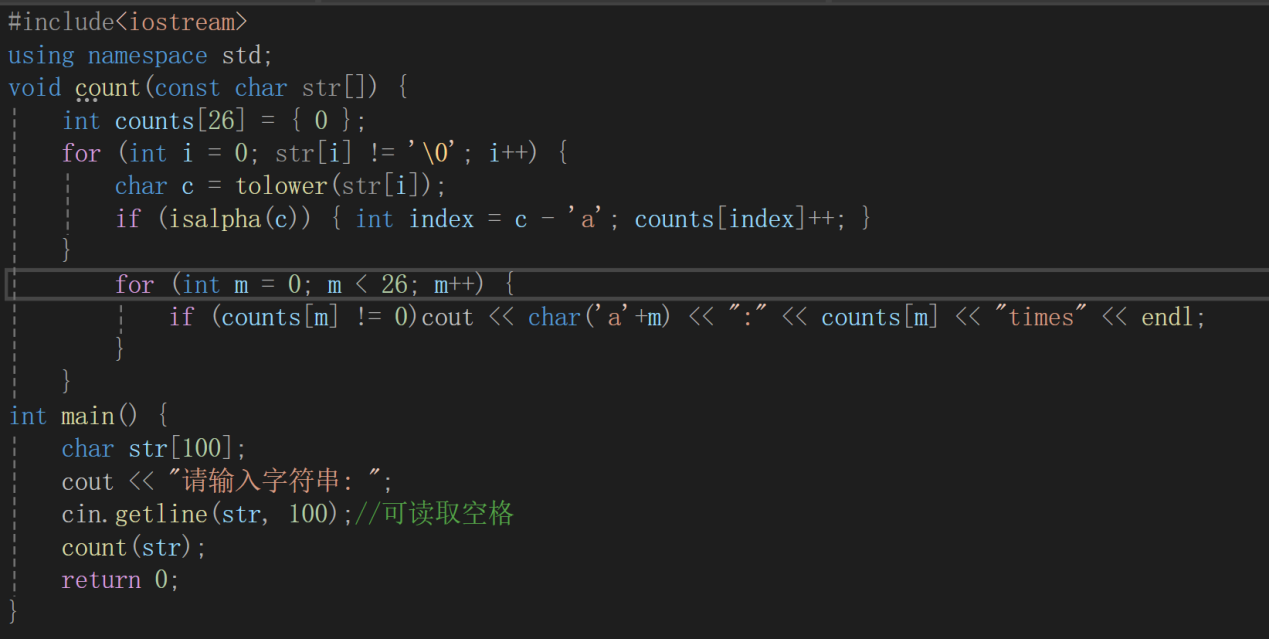 #include<iostream>
using namespace std;
void count(const char str[]) {
    int counts[26] = { 0 };
    for (int i = 0; str[i] != '\0'; i++) {
        char c = tolower(str[i]);
        if (isalpha(c)) { int index = c - 'a'; counts[index]++; }
    }
        for (int m = 0; m < 26; m++) {
            if (counts[m] != 0)cout << char('a'+m) << ":" << counts[m] << "times" << endl;
        }
    }
int main() {
    char str[100];
    cout << "请输入字符串: ";
    cin.getline(str, 100);//可读取空格
    count(str);
    return 0;
}